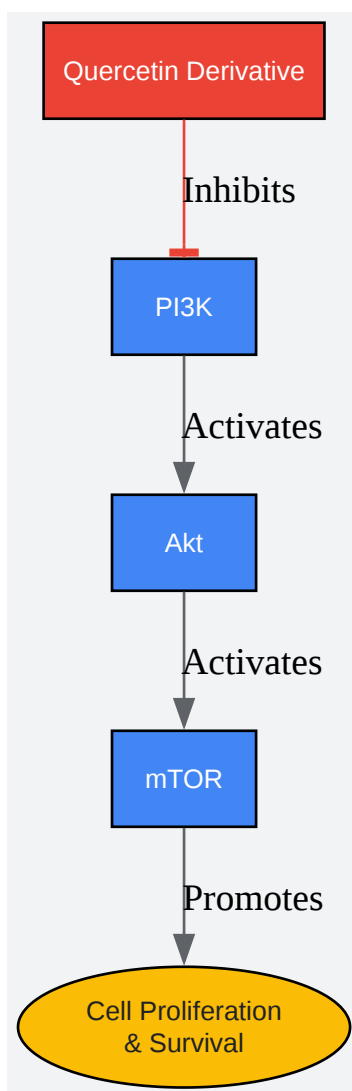 Quercetin Derivative
Inhibits
PI3K
Activates
Akt
Activates
mTOR
Promotes
Cell Proliferation
& Survival